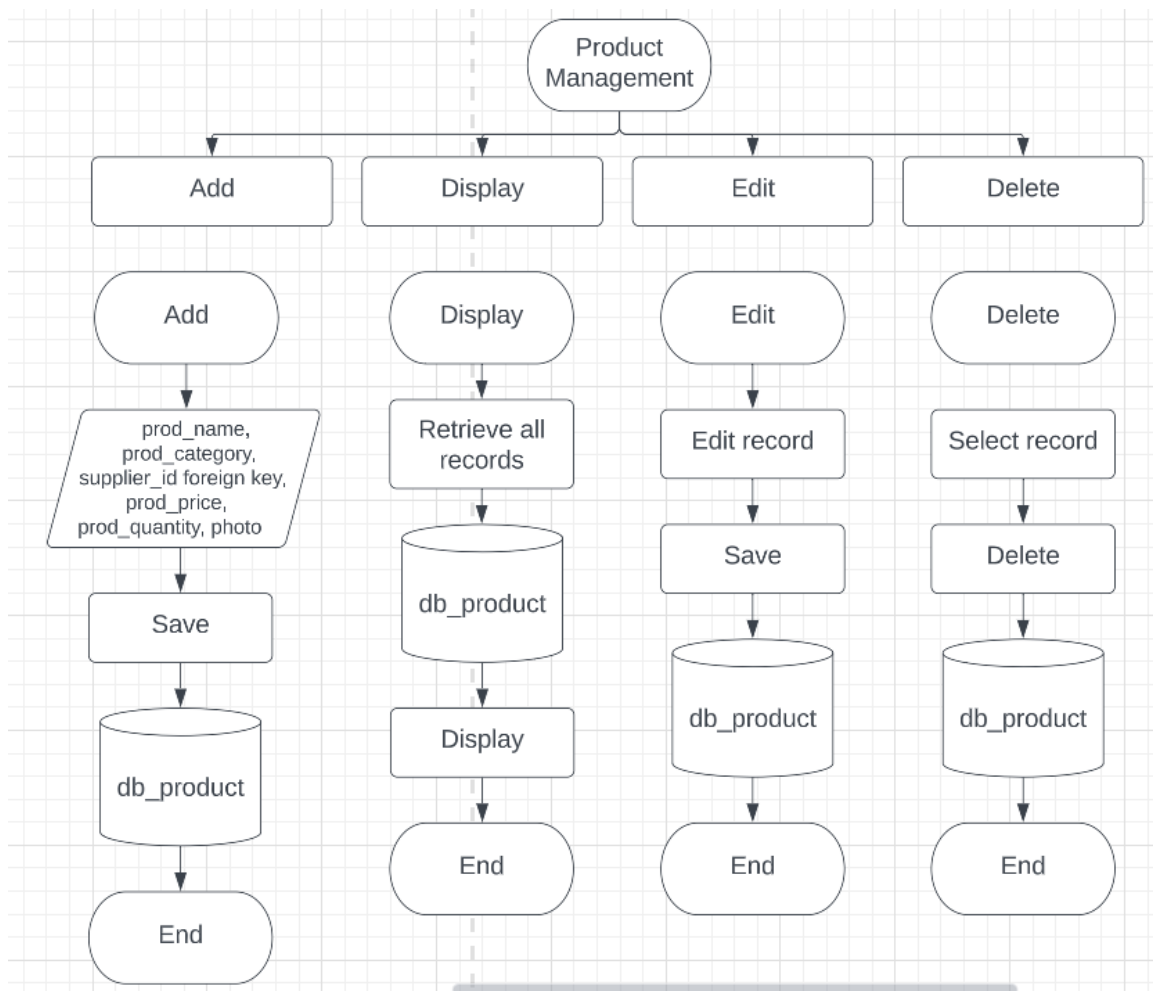 Product
Management
Add
Display
Edit
Delete
Add
Display
Edit
Delete
prod_name,
prod_category,
supplier_id foreign key,
prod_price,
prod_quantity, photo
Retrieve all
records
Edit record
Select record
Save
db_product
Save
Delete
db_product
Display
db_product
db_product
End
End
End
End